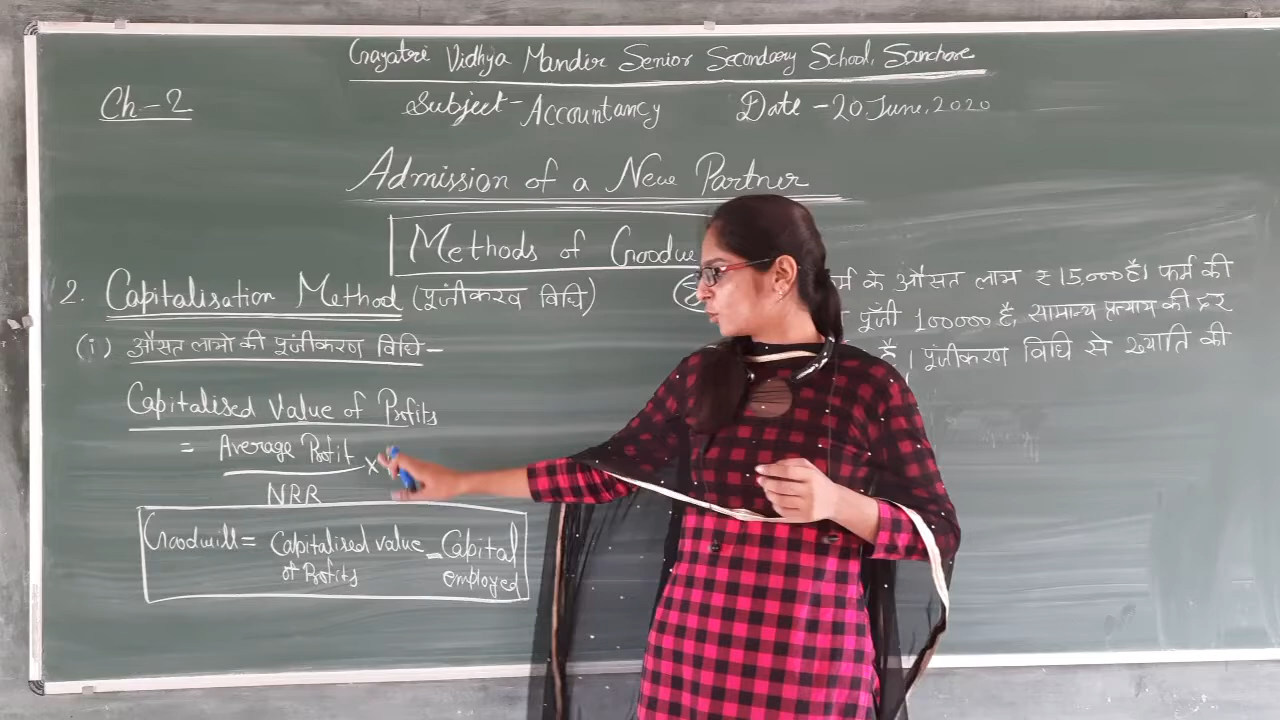 Gayatri Vidhya Mandir Senior Secondary School, Sanchore
Ch-2
Subject - Accountancy
Date - 20, June, 2020
Admission of a New Partner
Methods of Goodwi
2. Capitalisation Method (पूंजीकरण विधि)
(i) औसत लाभो की पूंजीकरण विधि -
Capitalised Value of Profits
= Average Profit ×
NRR
Goodwill = Capitalised value of Profits - Capital employed
र्म के औसत लाभ ₹ 15,000 है। फर्म की
पूँजी 100000 है, सामान्य प्रत्याय की दर
है। पूंजीकरण विधि से ख्याति की